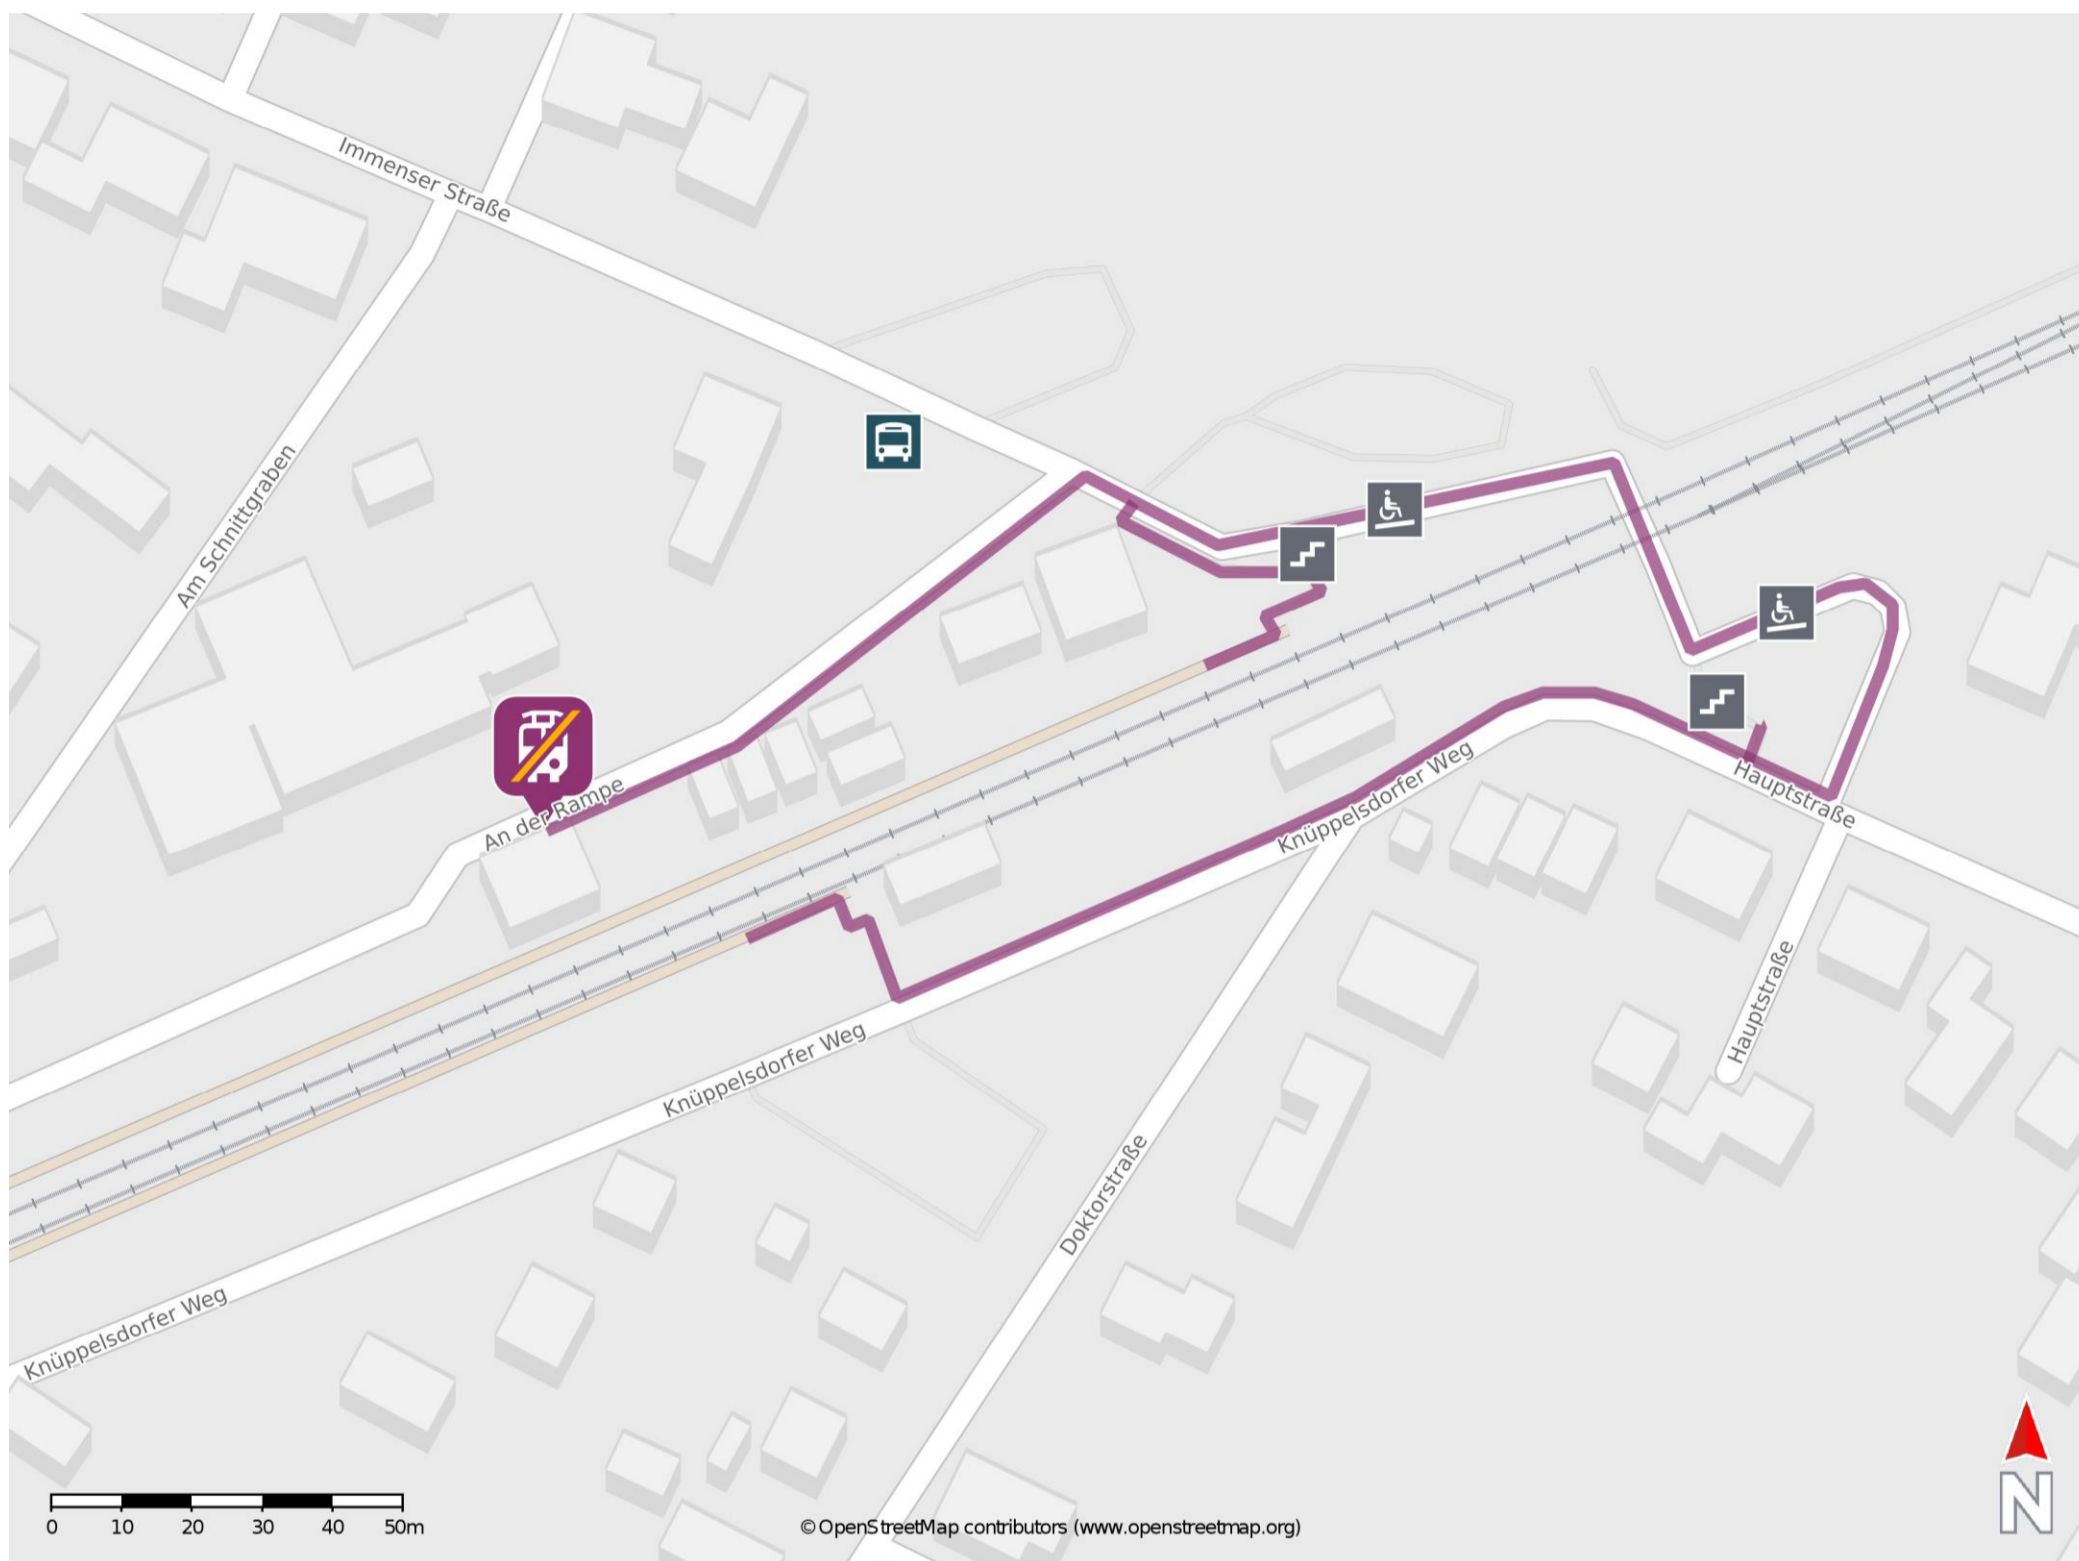 Immenser Straße
Am Schnittgraben
An der Rampe
Knüppelsdorfer Weg
Hauptstraße
Hauptstraße
Knüppelsdorfer Weg
Doktorstraße
Knüppelsdorfer Weg
0 10 20 30 40 50m
© OpenStreetMap contributors (www.openstreetmap.org)
N